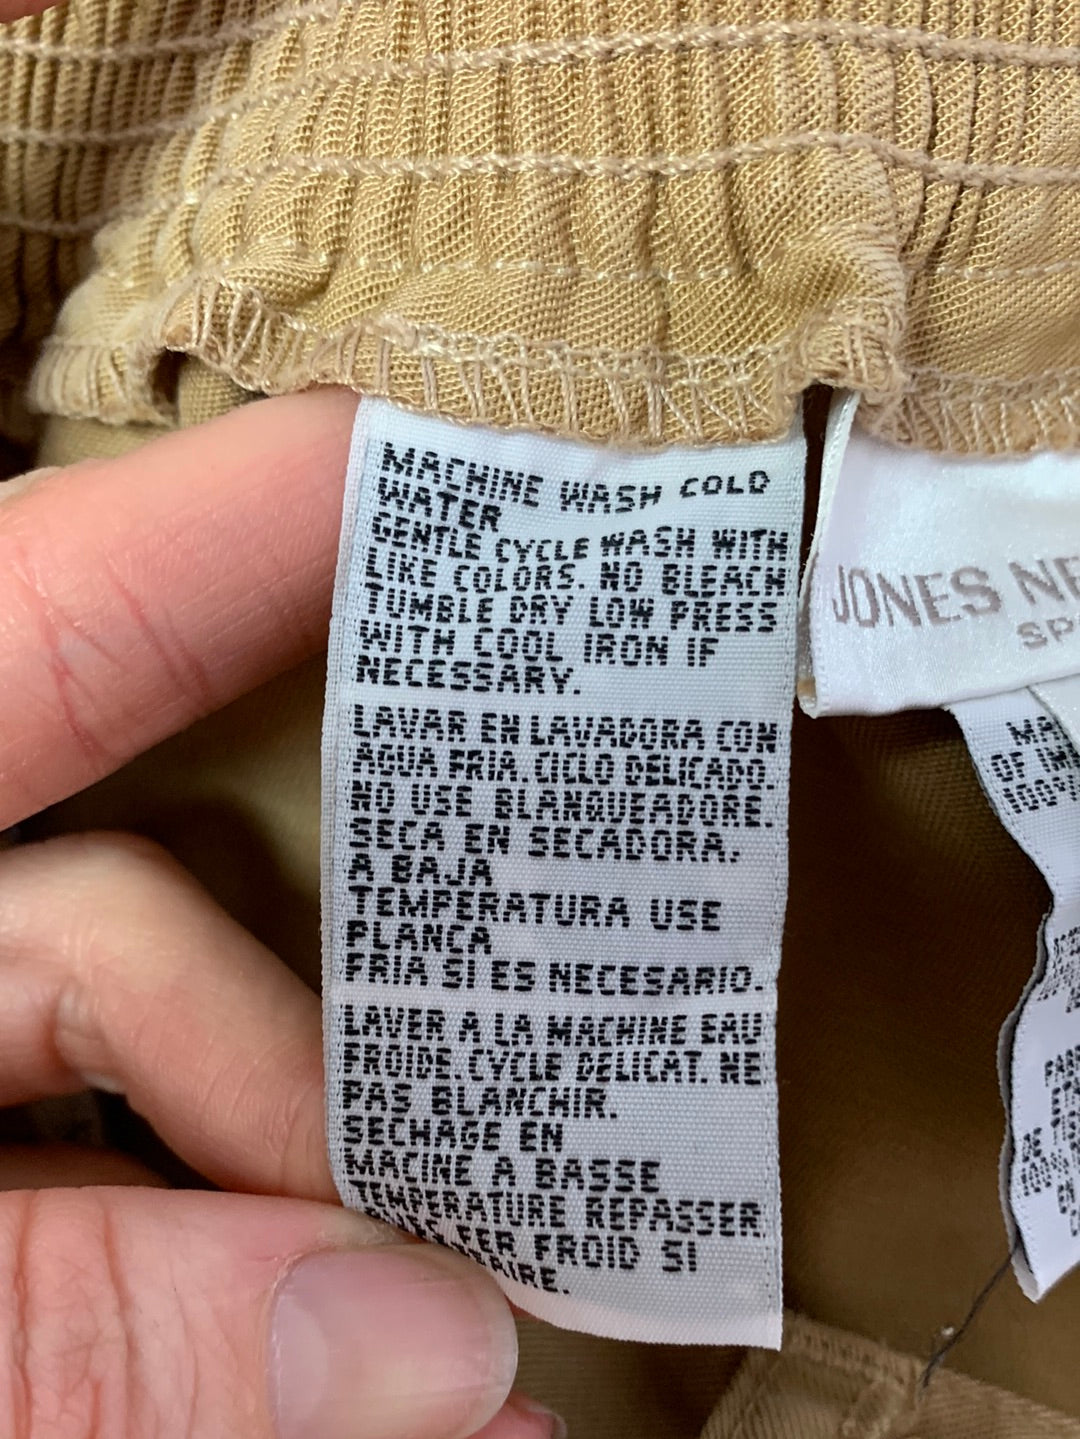 MACHINE WASH COLD
WATER
GENTLE CYCLE WASH WITH
LIKE COLORS. NO BLEACH
TUMBLE DRY LOW PRESS
WITH COOL IRON IF
NECESSARY.
LAVAR EN LAVADORA CON
AGUA FRIA. CICLO DELICADO.
NO USE BLANQUEADORE.
SECA EN SECADORA.
A BAJA
TEMPERATURA USE
PLANCA
FRIA SI ES NECESARIO.
LAVER A LA MACHINE EAU
FROIDE. CYCLE DELICAT. NE
PAS BLANCHIR.
SECHAGE EN
MACINE A BASSE
TEMPERATURE REPASSER
FER FROID SI
JONES
OF
100%
100%